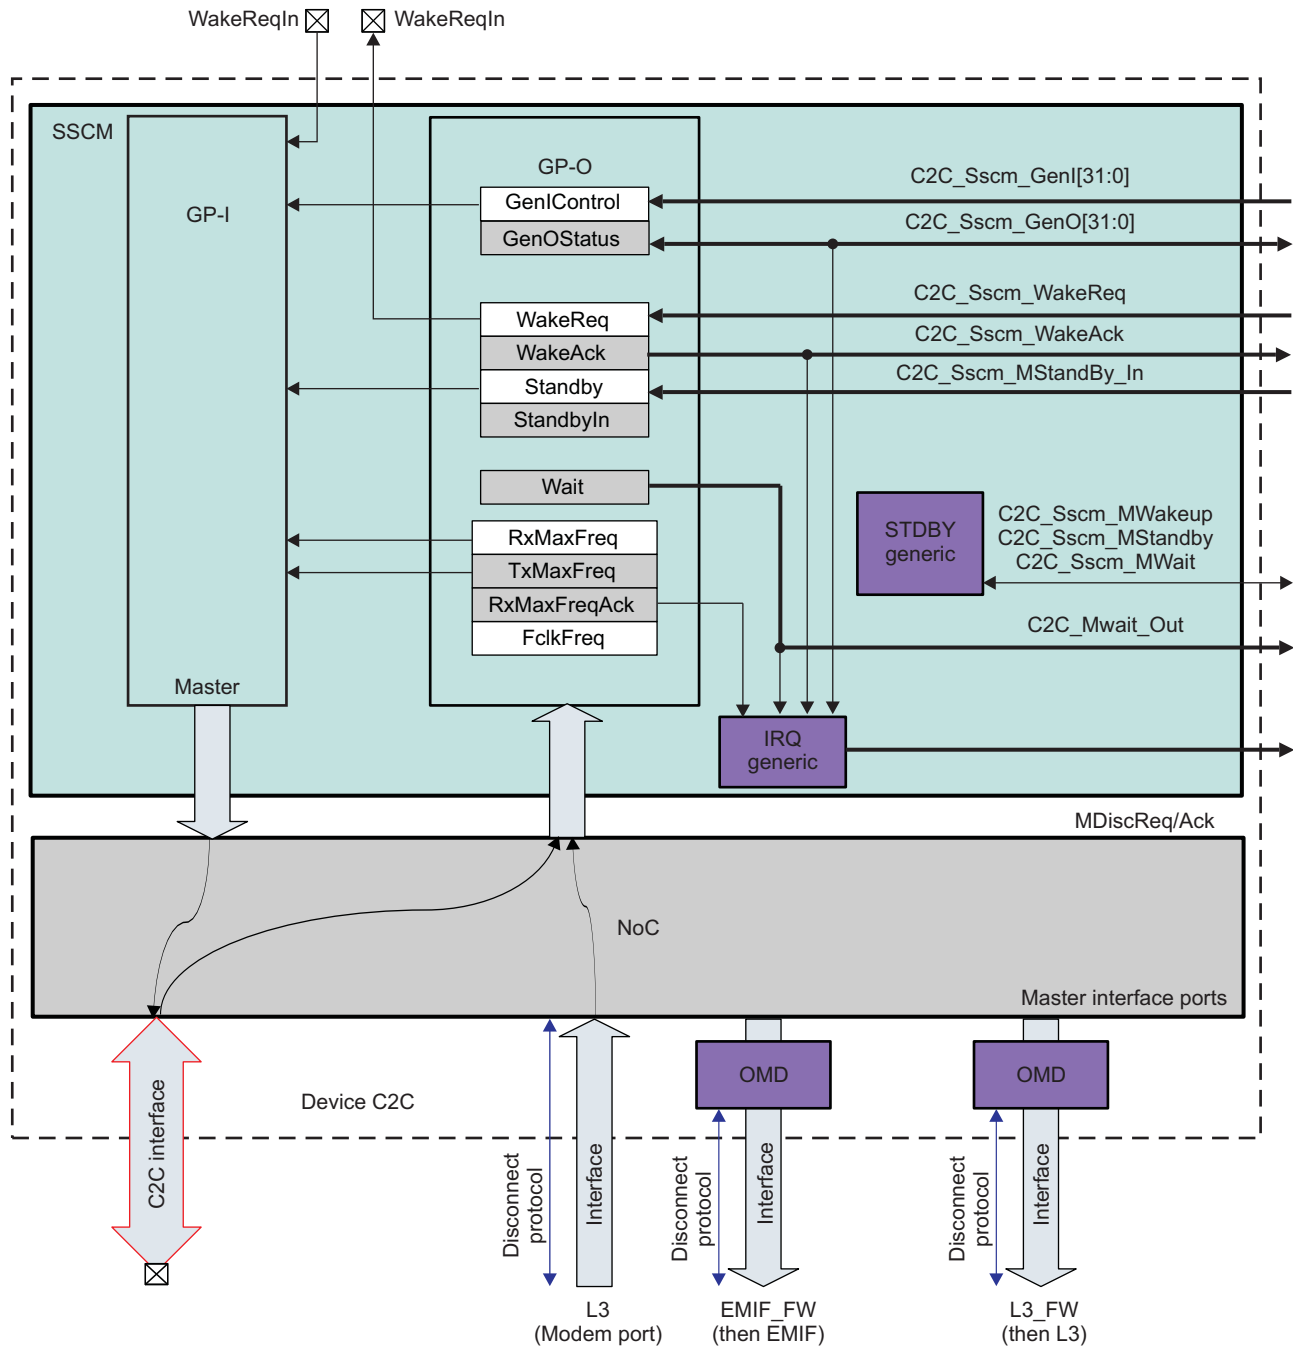 WakeReqIn
WakeReqIn
SSCM
GP-I
Master
GP-O
GenIControl
GenOStatus
WakeReq
WakeAck
Standby
StandbyIn
Wait
RxMaxFreq
TxMaxFreq
RxMaxFreqAck
FclkFreq
C2C_Sscm_GenI[31:0]
C2C_Sscm_GenO[31:0]
C2C_Sscm_WakeReq
C2C_Sscm_WakeAck
C2C_Sscm_MStandBy_In
STDBY
generic
C2C_Sscm_MWakeup
C2C_Sscm_MStandby
C2C_Sscm_MWait
C2C_Mwait_Out
IRQ
generic
MDiscReq/Ack
NoC
Master interface ports
C2C interface
Device C2C
Disconnect
protocol
Interface
OMD
Disconnect
protocol
Interface
OMD
Disconnect
protocol
Interface
L3
(Modem port)
EMIF_FW
(then EMIF)
L3_FW
(then L3)